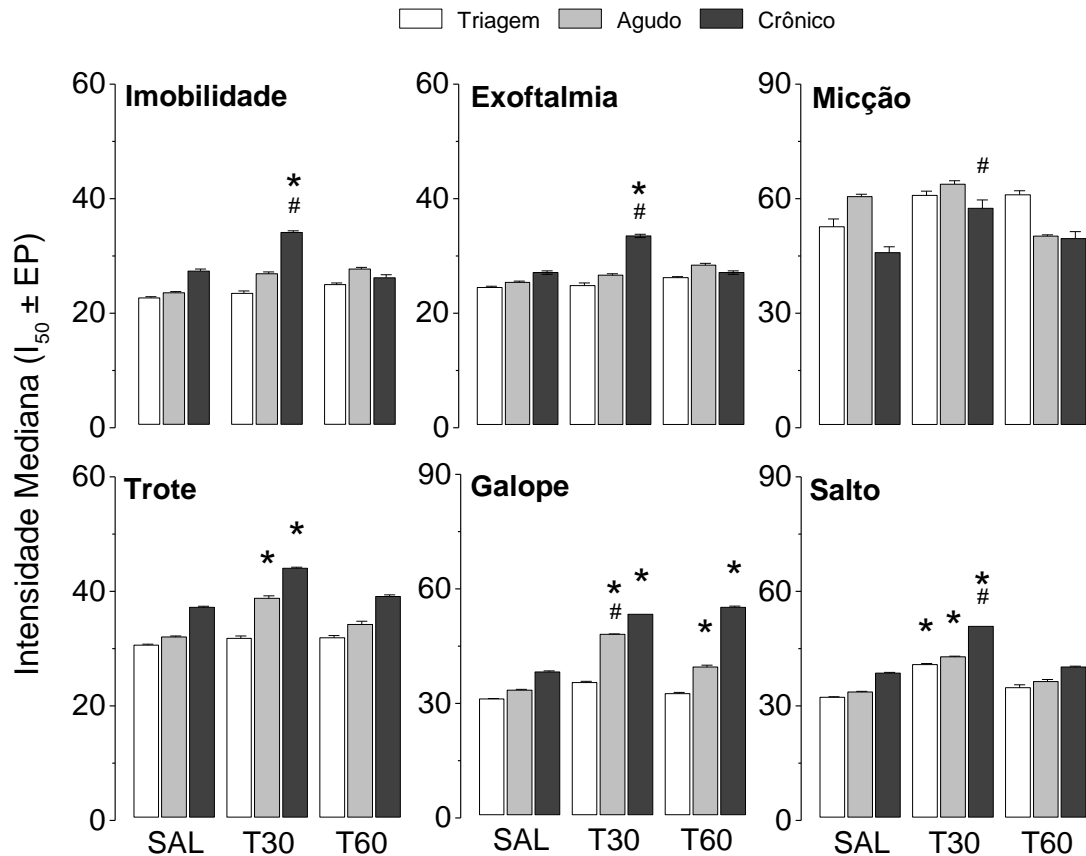 Triagem Agudo Crônico
Intensidade Mediana (I50 ± EP)
60
Imobilidade
40
*
#
20
0
60
Exoftalmia
40
*
#
20
0
90
Micção
60
#
30
0
60
Trote
40
* *
20
0
SAL T30 T60
90
Galope
60
* * *
#
*
30
0
SAL T30 T60
90
Salto
60
*
#
* *
30
0
SAL T30 T60